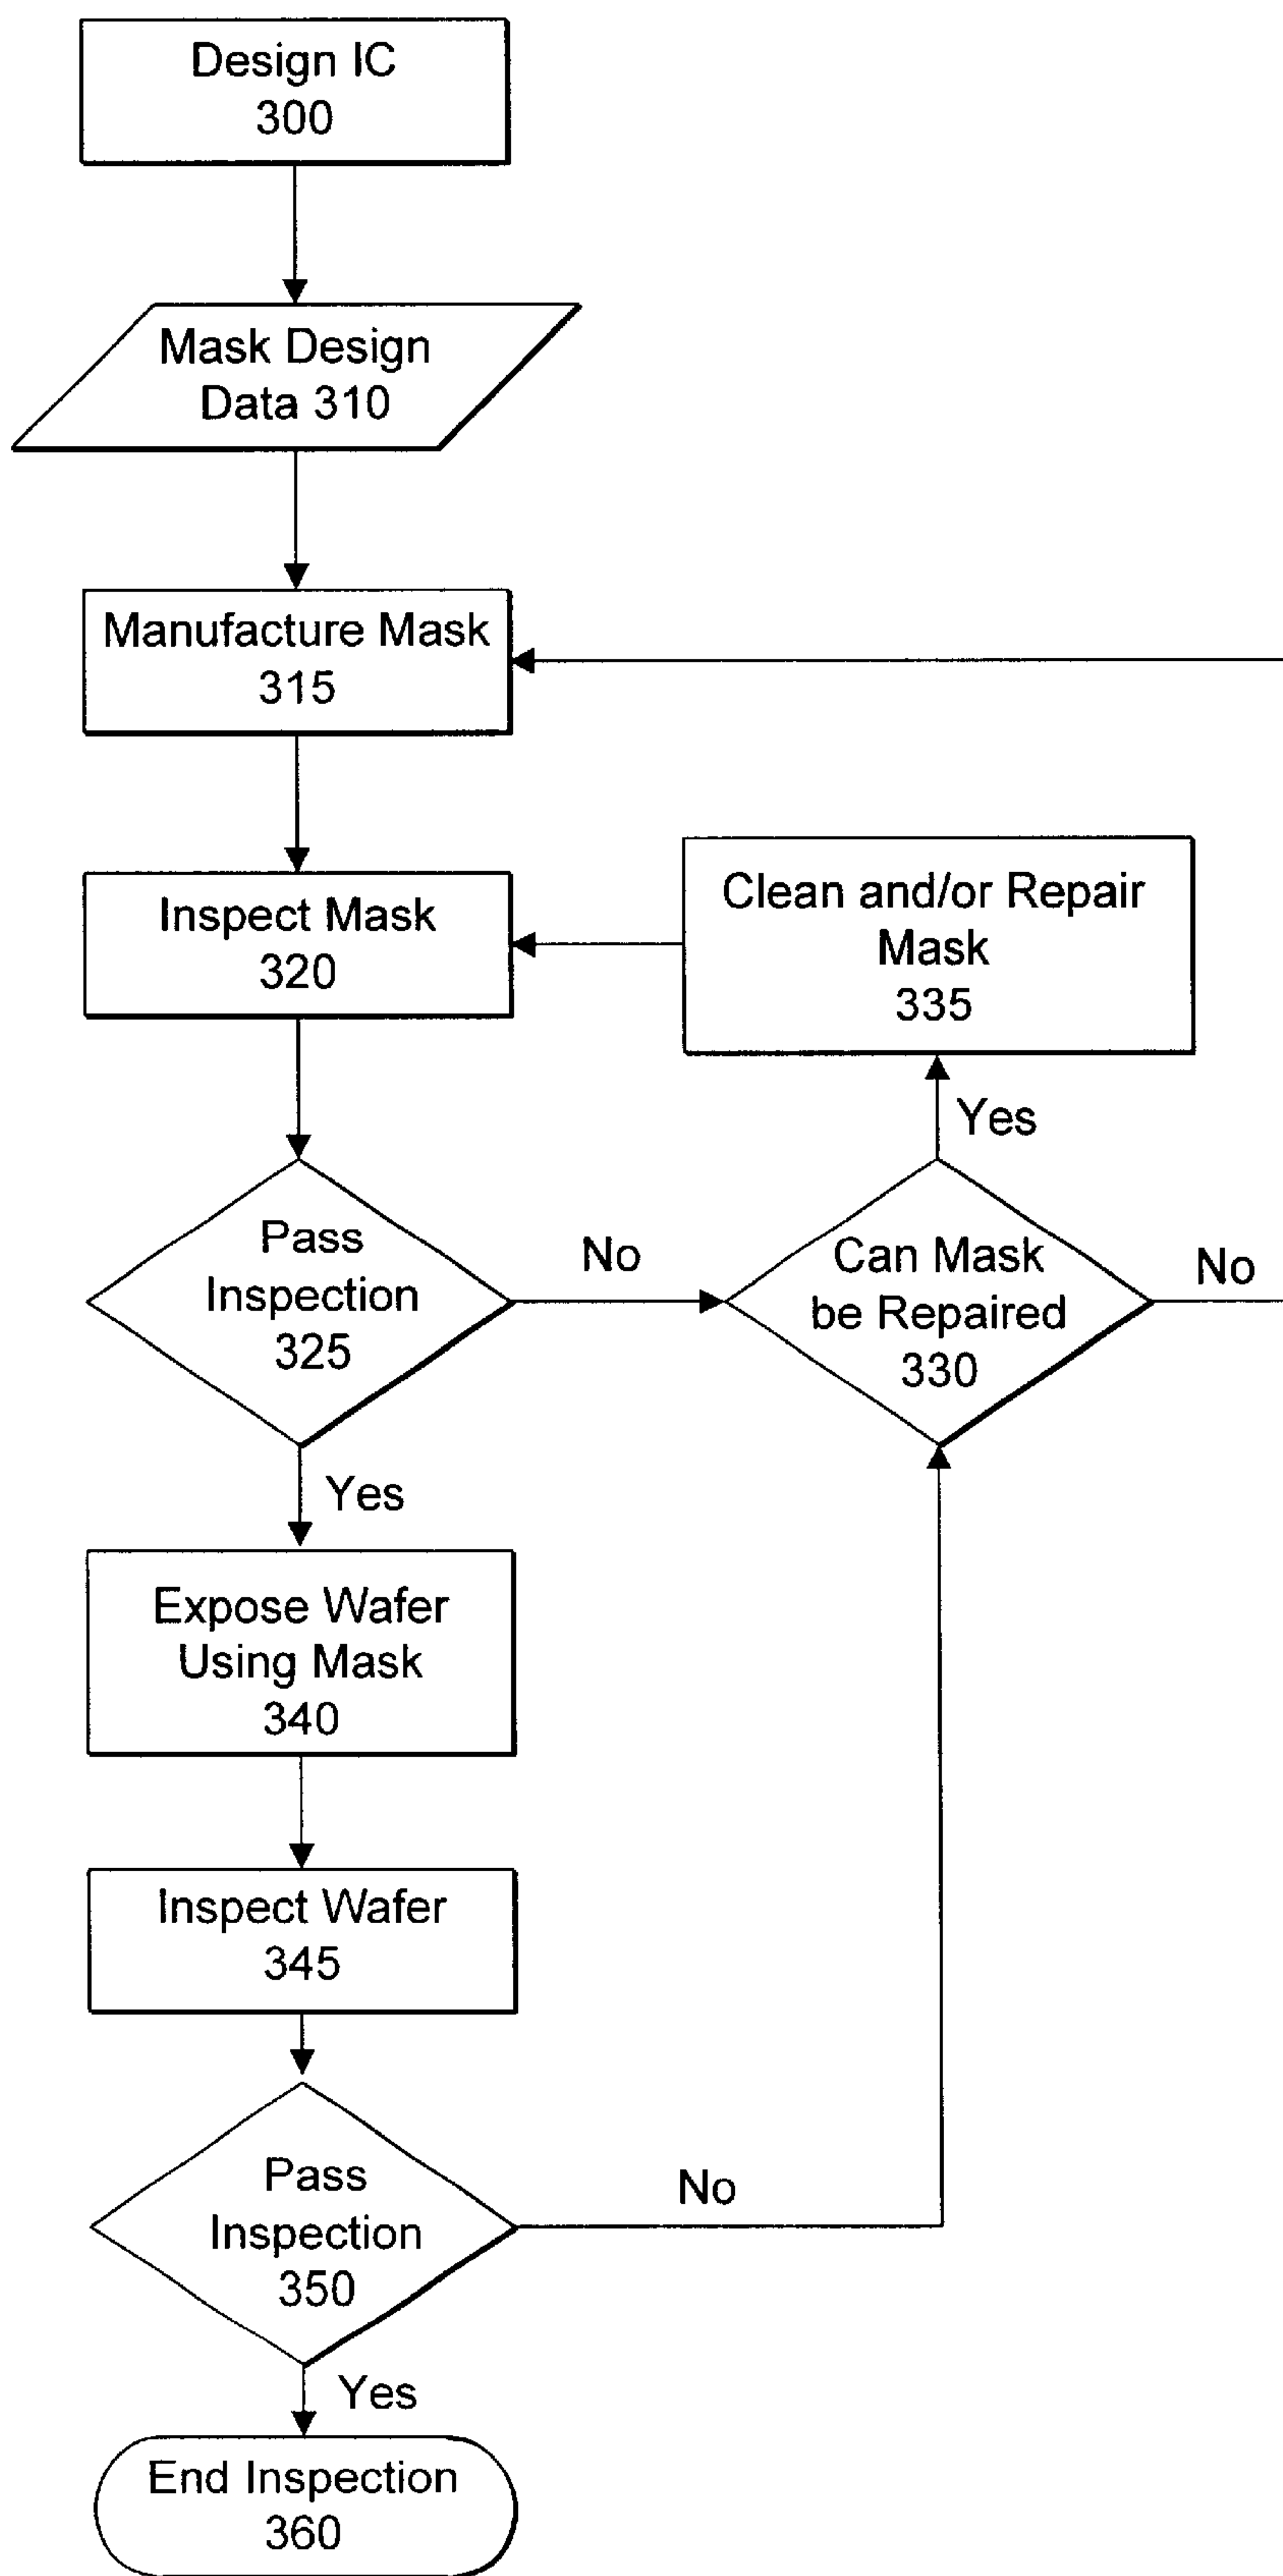 Design IC
300
Mask Design
Data 310
Manufacture Mask
315
Inspect Mask
320
Clean and/or Repair
Mask
335
Yes
Pass
Inspection
325
No
Can Mask
be Repaired
330
No
Yes
Expose Wafer
Using Mask
340
Inspect Wafer
345
Pass
Inspection
350
No
Yes
End Inspection
360